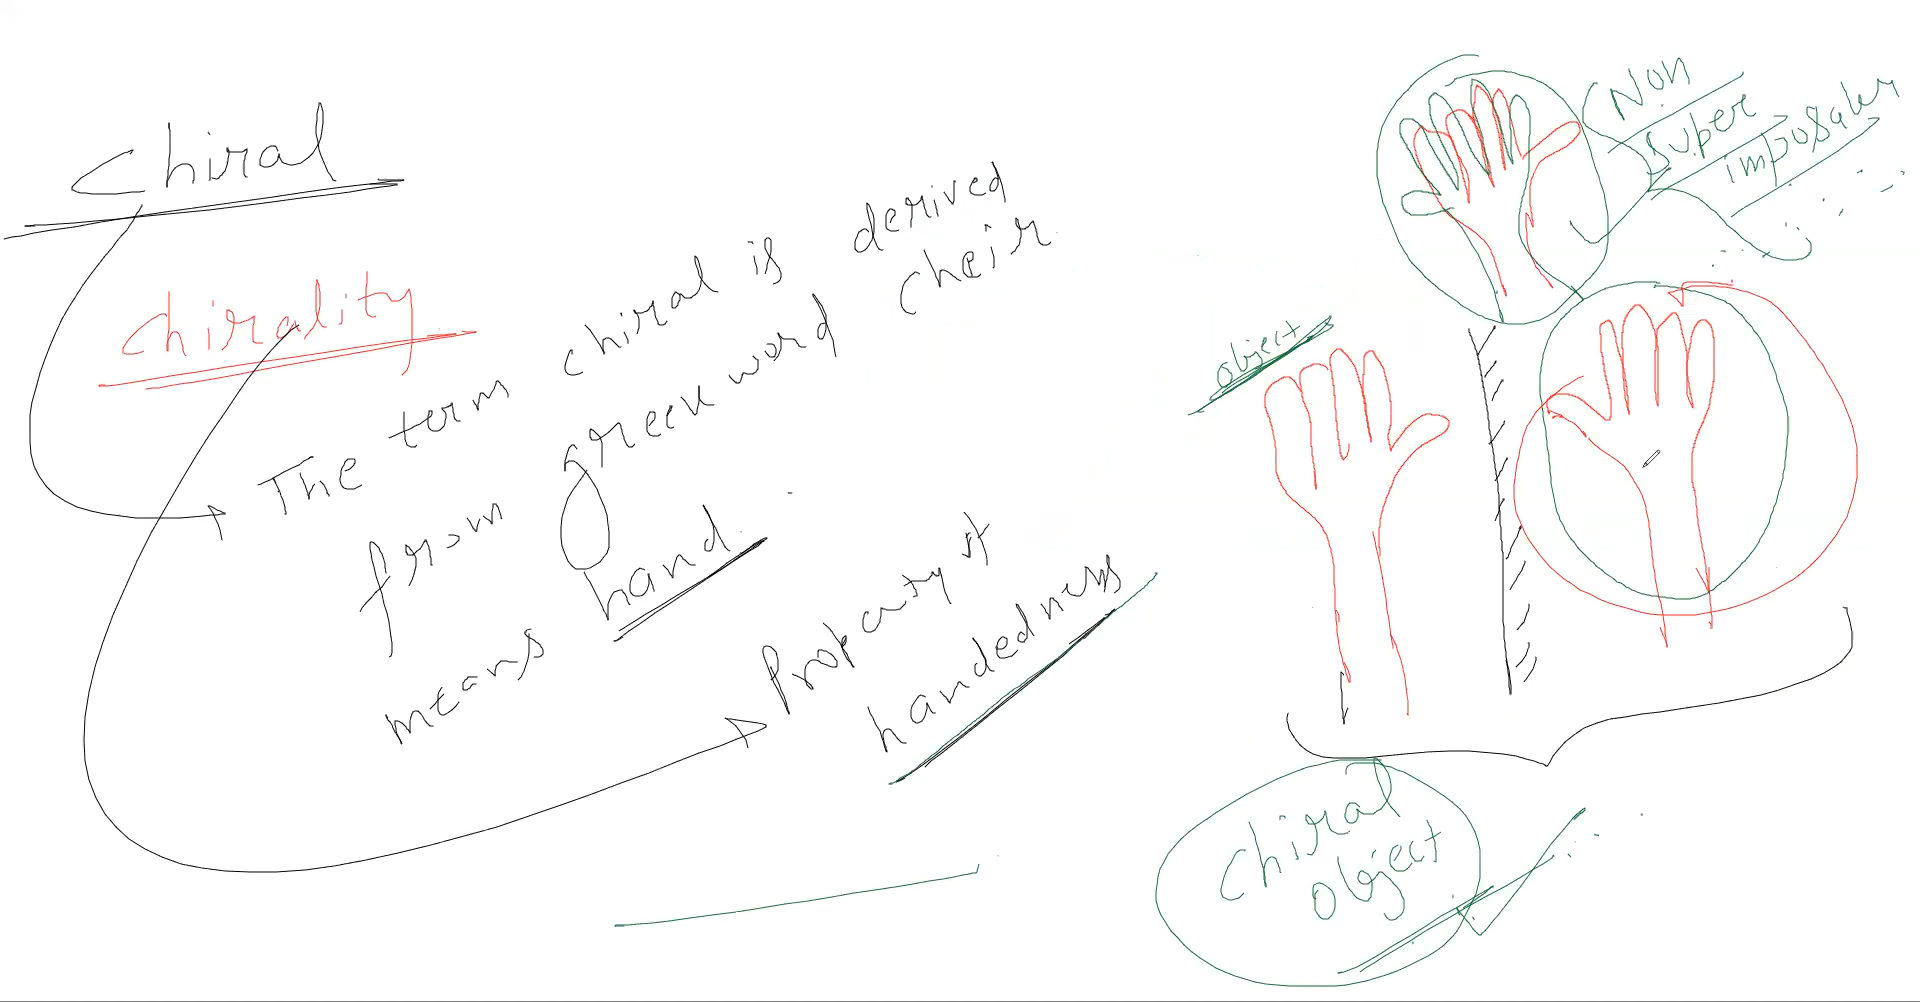 Chiral
Chirality
The term chiral is derived
from greek word cheir
means hand.
Property of
handedness
object
Non
super
chiral
object